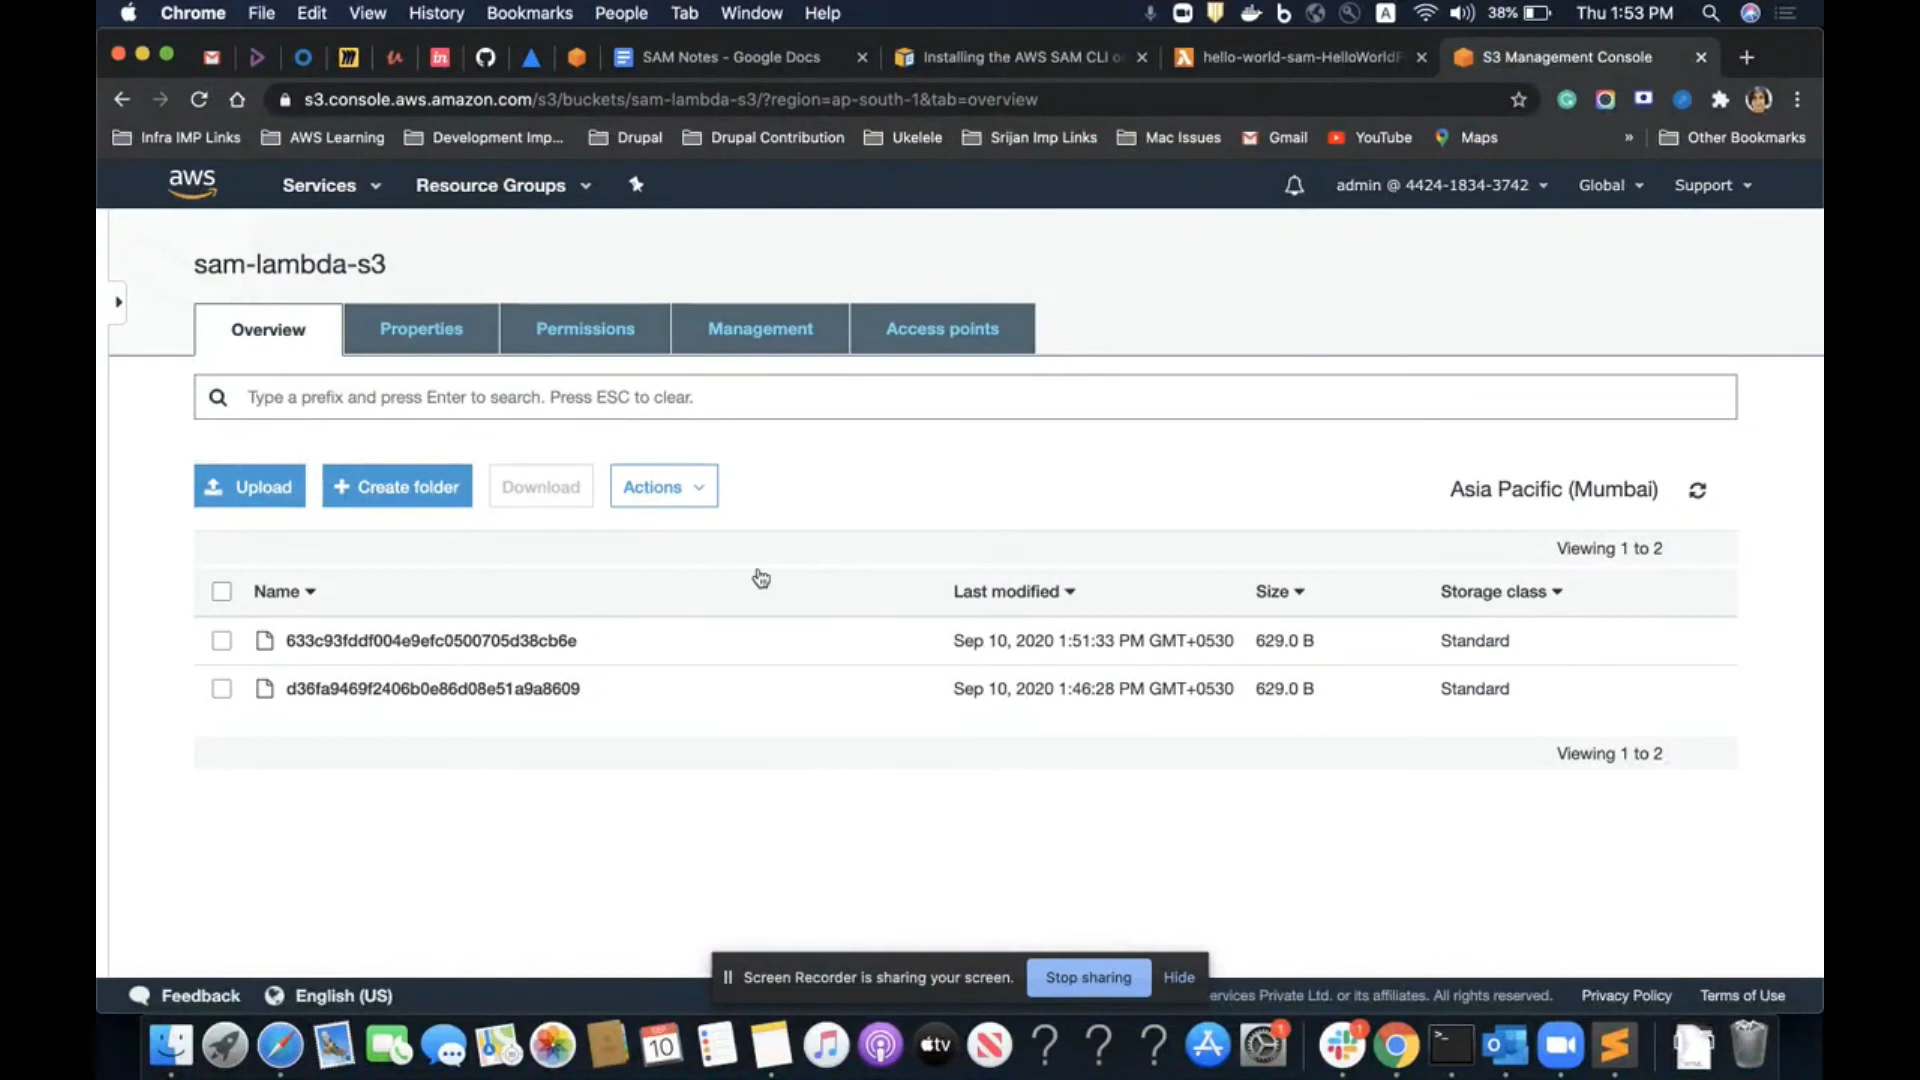 Chrome File Edit View History Bookmarks People Tab Window Help 38% Thu 1:53 PM
SAM Notes - Google Docs Installing the AWS SAM CLI o hello-world-sam-HelloWorldF S3 Management Console
s3.console.aws.amazon.com/s3/buckets/sam-lambda-s3/?region=ap-south-1&tab=overview
Infra IMP Links AWS Learning Development Imp... Drupal Drupal Contribution Ukelele Srijan Imp Links Mac Issues Gmail YouTube Maps » Other Bookmarks
aws Services Resource Groups admin @ 4424-1834-3742 Global Support
sam-lambda-s3
Overview Properties Permissions Management Access points
Type a prefix and press Enter to search. Press ESC to clear.
Upload + Create folder Download Actions Asia Pacific (Mumbai)
Viewing 1 to 2
Name Last modified Size Storage class
633c93fddf004e9efc0500705d38cb6e Sep 10, 2020 1:51:33 PM GMT+0530 629.0 B Standard
d36fa9469f2406b0e86d08e51a9a8609 Sep 10, 2020 1:46:28 PM GMT+0530 629.0 B Standard
Viewing 1 to 2
Screen Recorder is sharing your screen. Stop sharing Hide
Feedback English (US) ervices Private Ltd. or its affiliates. All rights reserved. Privacy Policy Terms of Use
SEP 10 tv 1 1